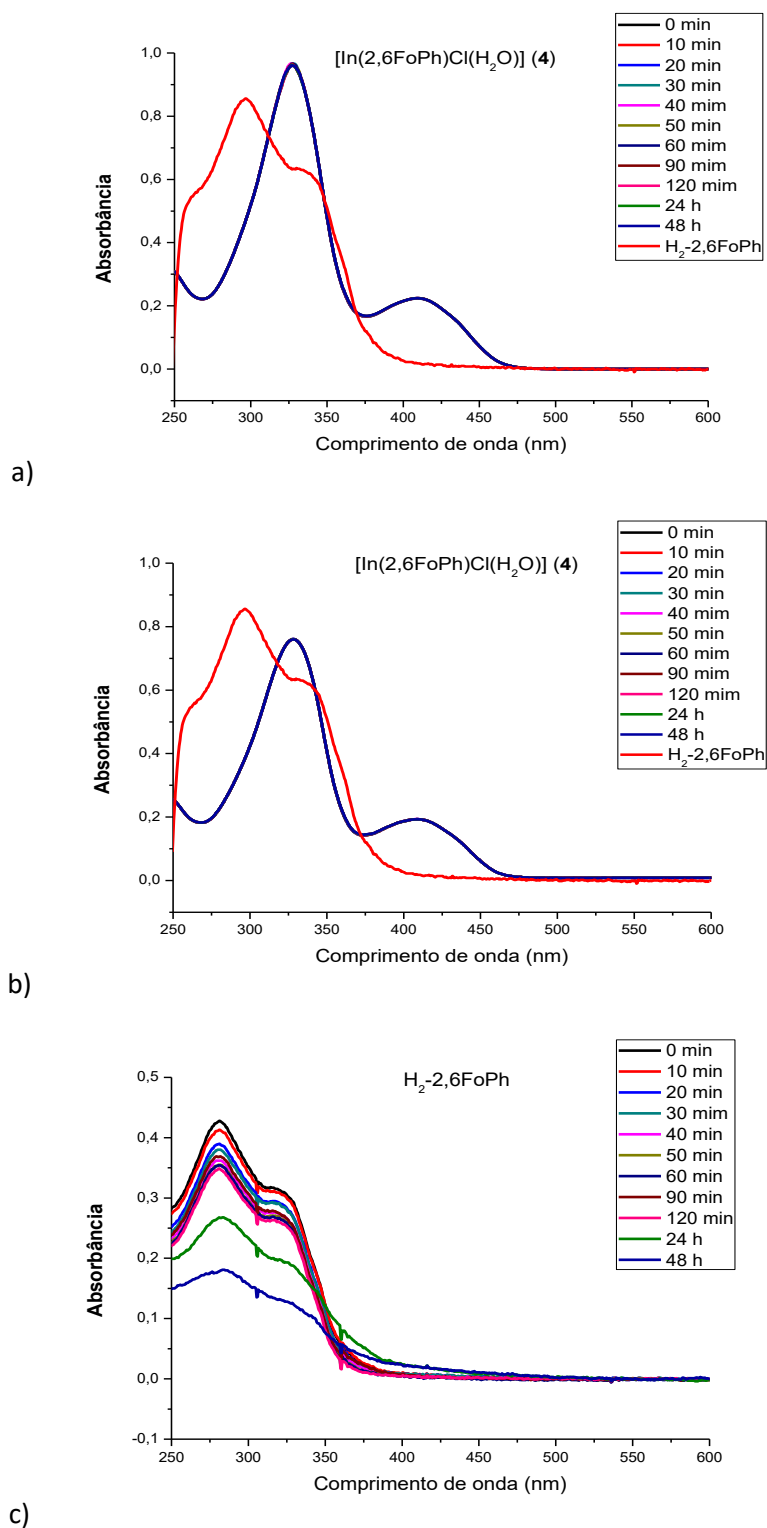 [In(2,6FoPh)Cl(H₂O)] (4)
0 min
10 min
20 min
30 min
40 mim
50 min
60 mim
90 mim
120 mim
24 h
48 h
H₂-2,6FoPh
1,0
0,8
0,6
0,4
0,2
0,0
Absorbância
250 300 350 400 450 500 550 600
Comprimento de onda (nm)
a)
[In(2,6FoPh)Cl(H₂O)] (4)
0 min
10 min
20 min
30 min
40 mim
50 min
60 mim
90 mim
120 mim
24 h
48 h
H₂-2,6FoPh
1,0
0,8
0,6
0,4
0,2
0,0
Absorbância
250 300 350 400 450 500 550 600
Comprimento de onda (nm)
b)
H₂-2,6FoPh
0 min
10 min
20 min
30 mim
40 min
50 min
60 min
90 min
120 min
24 h
48 h
0,5
0,4
0,3
0,2
0,1
0,0
-0,1
Absorbância
250 300 350 400 450 500 550 600
Comprimento de onda (nm)
c)